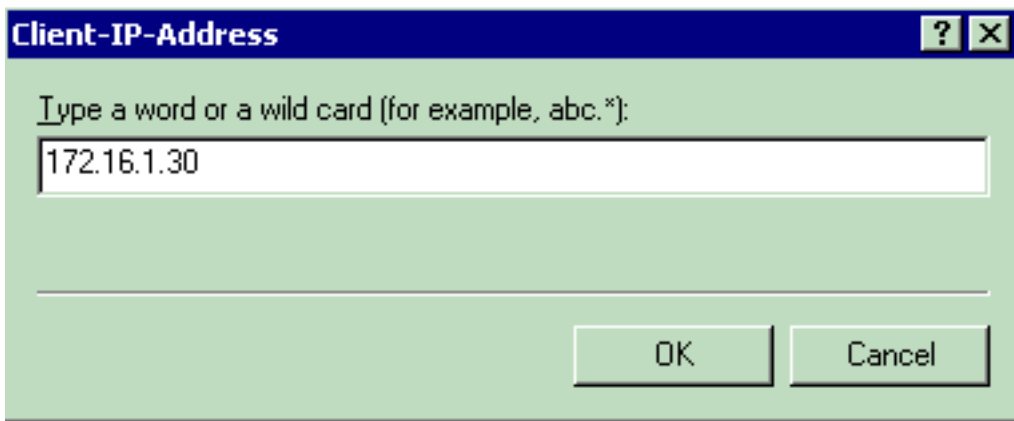 Client-IP-Address
Type a word or a wild card (for example, abc.*):
172.16.1.30
OK Cancel